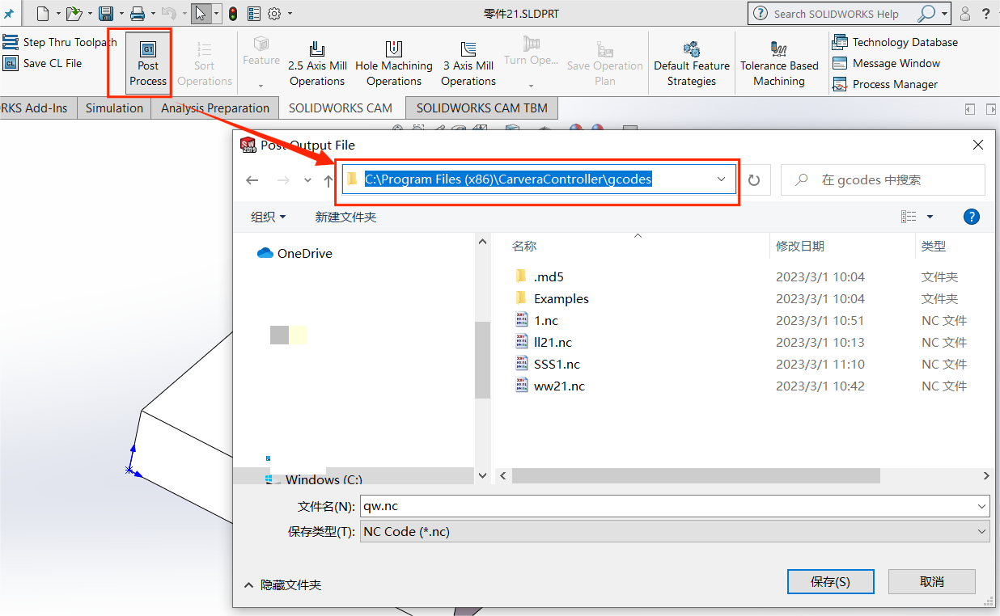 零件21.SLDPRT
Search SOLIDWORKS Help
?
Step Thru Toolpath
Save CL File
CL
G1
Post
Process
Sort
Operations
Feature
2.5 Axis Mill
Operations
Hole Machining
Operations
3 Axis Mill
Operations
Turn Ope...
Save Operation
Plan
Default Feature
Strategies
Tolerance Based
Machining
Technology Database
Message Window
Process Manager
RKS Add-Ins
Simulation
Analysis Preparation
SOLIDWORKS CAM
SOLIDWORKS CAM TBM
SW
2019
Post Output File
C:\Program Files (x86)\CarveraController\gcodes
在 gcodes 中搜索
组织
新建文件夹
?
OneDrive
Windows (C:)
名称 修改日期 类型
.md5 2023/3/1 10:04 文件夹
Examples 2023/3/1 10:04 文件夹
1.nc 2023/3/1 10:51 NC 文件
ll21.nc 2023/3/1 10:13 NC 文件
SSS1.nc 2023/3/1 11:10 NC 文件
ww21.nc 2023/3/1 10:42 NC 文件
文件名(N): qw.nc
保存类型(T): NC Code (*.nc)
隐藏文件夹
保存(S)
取消